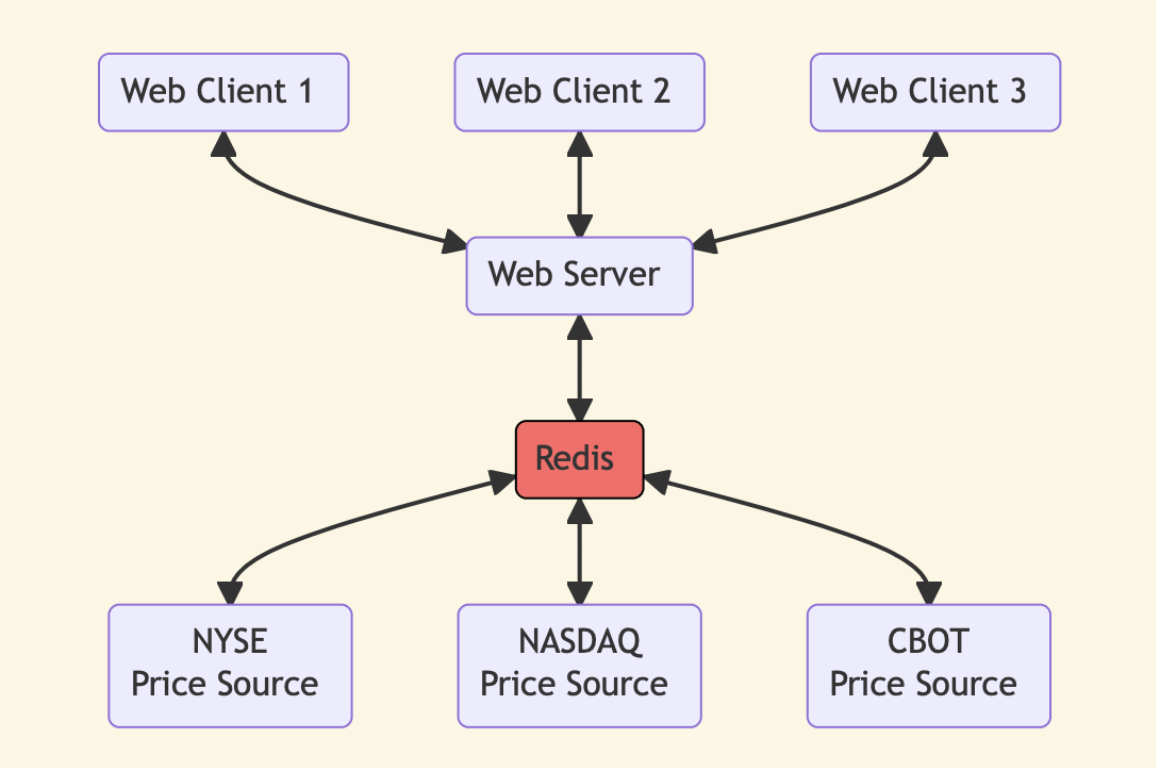 Web Client 1
Web Client 2
Web Client 3
Web Server
Redis
NYSE
Price Source
NASDAQ
Price Source
CBOT
Price Source